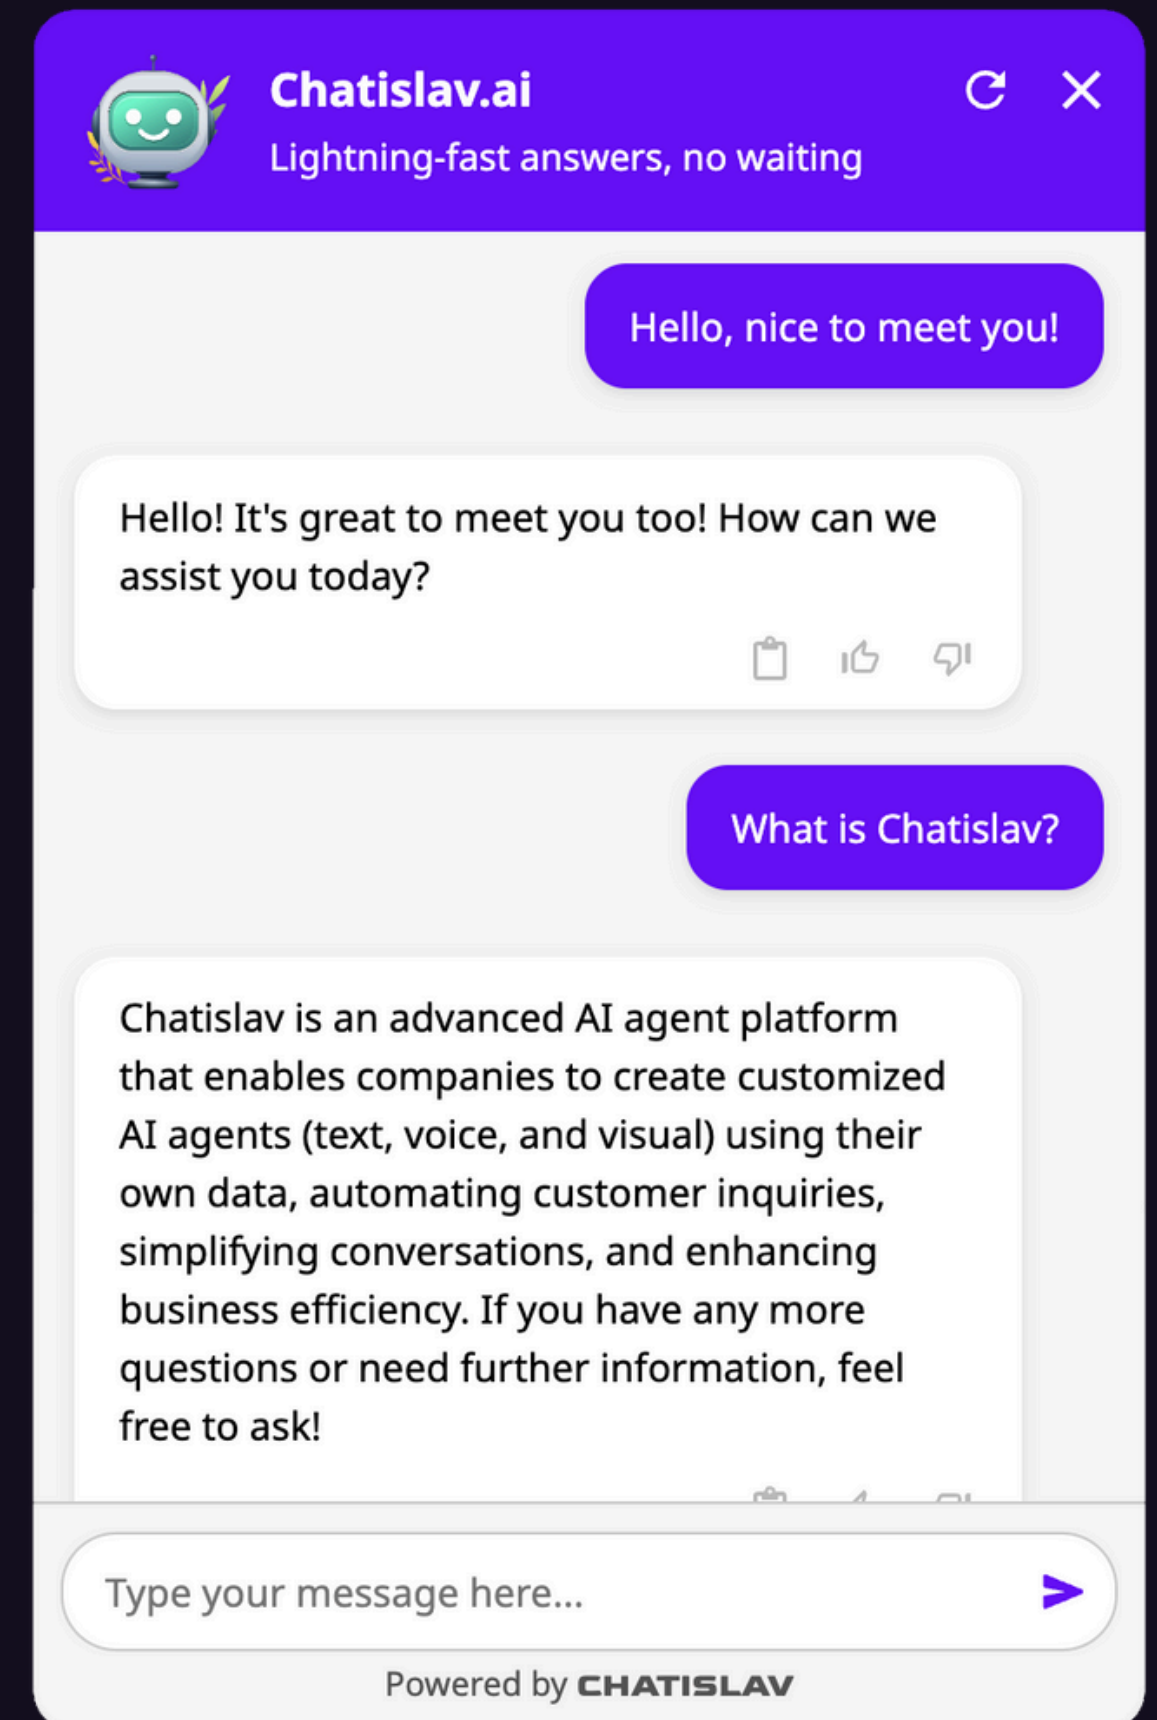 Chatislav.ai
Lightning-fast answers, no waiting
Hello, nice to meet you!
Hello! It's great to meet you too! How can we
assist you today?
What is Chatislav?
Chatislav is an advanced AI agent platform
that enables companies to create customized
AI agents (text, voice, and visual) using their
own data, automating customer inquiries,
simplifying conversations, and enhancing
business efficiency. If you have any more
questions or need further information, feel
free to ask!
Type your message here...
Powered by CHATISLAV